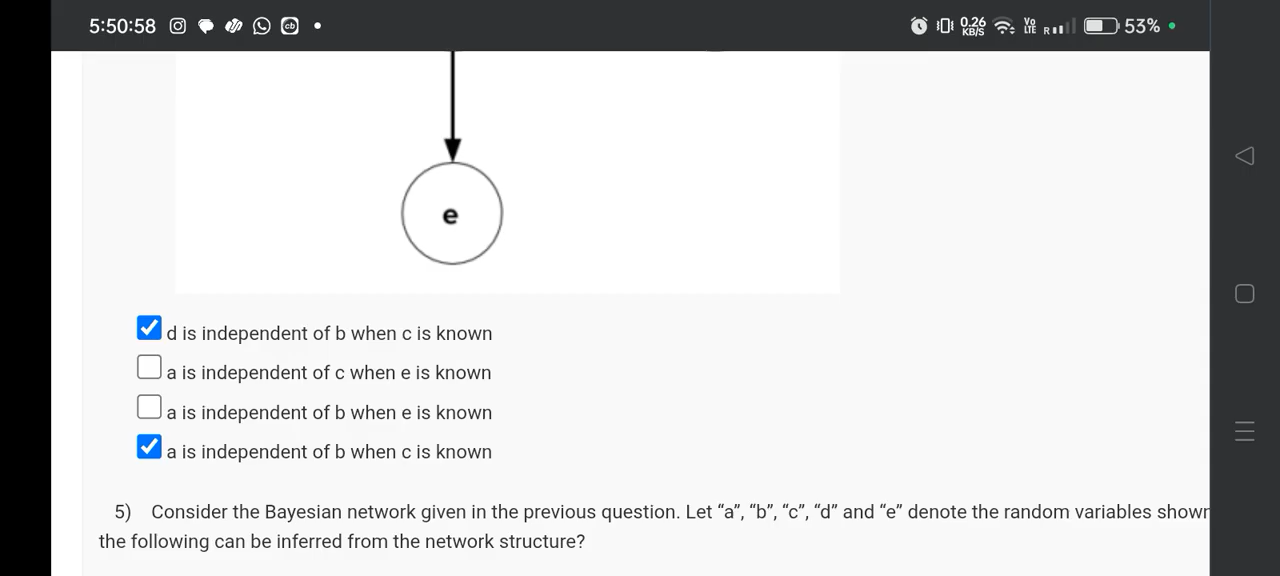 5:50:58 cb 0.26 KB/S Vo LTE R 53%
e
d is independent of b when c is known
a is independent of c when e is known
a is independent of b when e is known
a is independent of b when c is known
5) Consider the Bayesian network given in the previous question. Let “a”, “b”, “c”, “d” and “e” denote the random variables shown
the following can be inferred from the network structure?